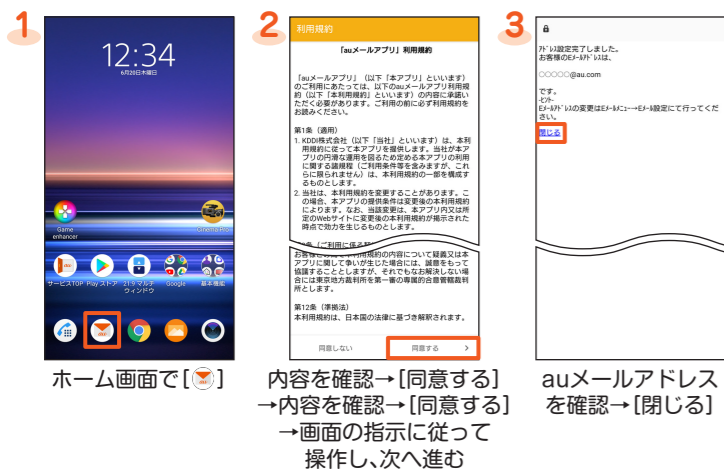 1
12:34
6月20日木曜日
Game
enhancer
Cinema Pro
サービスTOP
Play ストア
21:9 マルチ
ウィンドウ
Google
基本機能
ホーム画面で[ ]
2
利用規約
「auメールアプリ」利用規約
「auメールアプリ」（以下「本アプリ」といいます）
のご利用にあたっては、以下のauメールアプリ利用規
約（以下「本利用規約」といいます）の内容に承諾い
ただく必要があります。ご利用の前に必ず利用規約を
お読みください。
第1条（適用）
1. KDDI株式会社（以下「当社」といいます）は、本利
用規約に従って本アプリを提供します。当社が本ア
プリの円滑な運用を図るため定める本アプリの利用
に関する諸規程（ご利用条件等を含みますが、これ
らに限られません）は、本利用規約の一部を構成す
るものとします。
2. 当社は、本利用規約を変更することがあります。こ
の場合、本アプリの提供条件は変更後の本利用規約
によります。なお、当該変更は、本アプリ内又は所
定のWebサイトに変更後の本利用規約が掲示された
時点で効力を生じるものとします。
条（ご利用に係る
利用規約の内容について疑義又は本
アプリに関して争いが生じた場合には、誠意をもって
協議することとしますが、それでもなお解決しない場
合には東京地方裁判所を第一審の専属的合意管轄裁判
所とします。
第12条（準拠法）
本利用規約は、日本国の法律に基づき解釈されます。
同意しない
同意する >
内容を確認→[同意する]
→内容を確認→[同意する]
→画面の指示に従って
操作し、次へ進む
3
ｱﾄﾞﾚｽ設定完了しました。
お客様のEﾒｰﾙｱﾄﾞﾚｽは、
○○○○○@au.com
です。
-ﾋﾝﾄ-
Eﾒｰﾙｱﾄﾞﾚｽの変更はEﾒｰﾙﾒﾆｭｰ→Eﾒｰﾙ設定にて行ってくだ
さい。
閉じる
auメールアドレス
を確認→[閉じる]